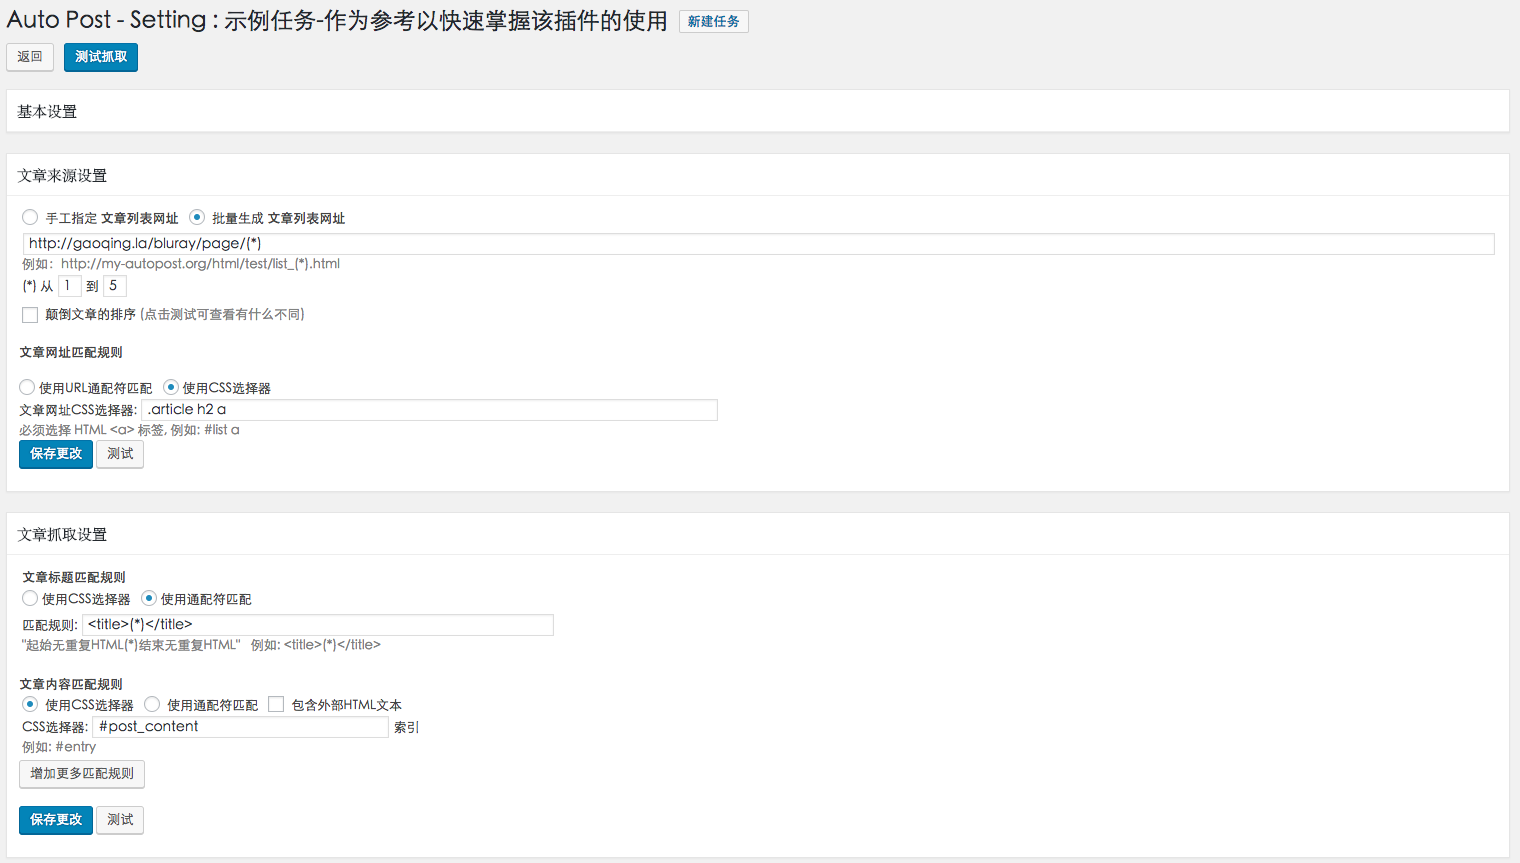 Auto Post - Setting : 示例任务-作为参考以快速掌握该插件的使用 新建任务
返回 测试抓取
基本设置
文章来源设置
手工指定 文章列表网址 批量生成 文章列表网址
http://gaoqing.la/bluray/page/(*)
例如: http://my-autopost.org/html/test/list_(*).html
(*) 从 1 到 5
颠倒文章的排序 (点击测试可查看有什么不同)
文章网址匹配规则
使用URL通配符匹配 使用CSS选择器
文章网址CSS选择器: .article h2 a
必须选择 HTML <a> 标签, 例如: #list a
保存更改 测试
文章抓取设置
文章标题匹配规则
使用CSS选择器 使用通配符匹配
匹配规则: <title>(*)</title>
"起始无重复HTML(*)结束无重复HTML" 例如: <title>(*)</title>
文章内容匹配规则
使用CSS选择器 使用通配符匹配 包含外部HTML文本
CSS选择器: #post_content 索引
例如: #entry
增加更多匹配规则
保存更改 测试